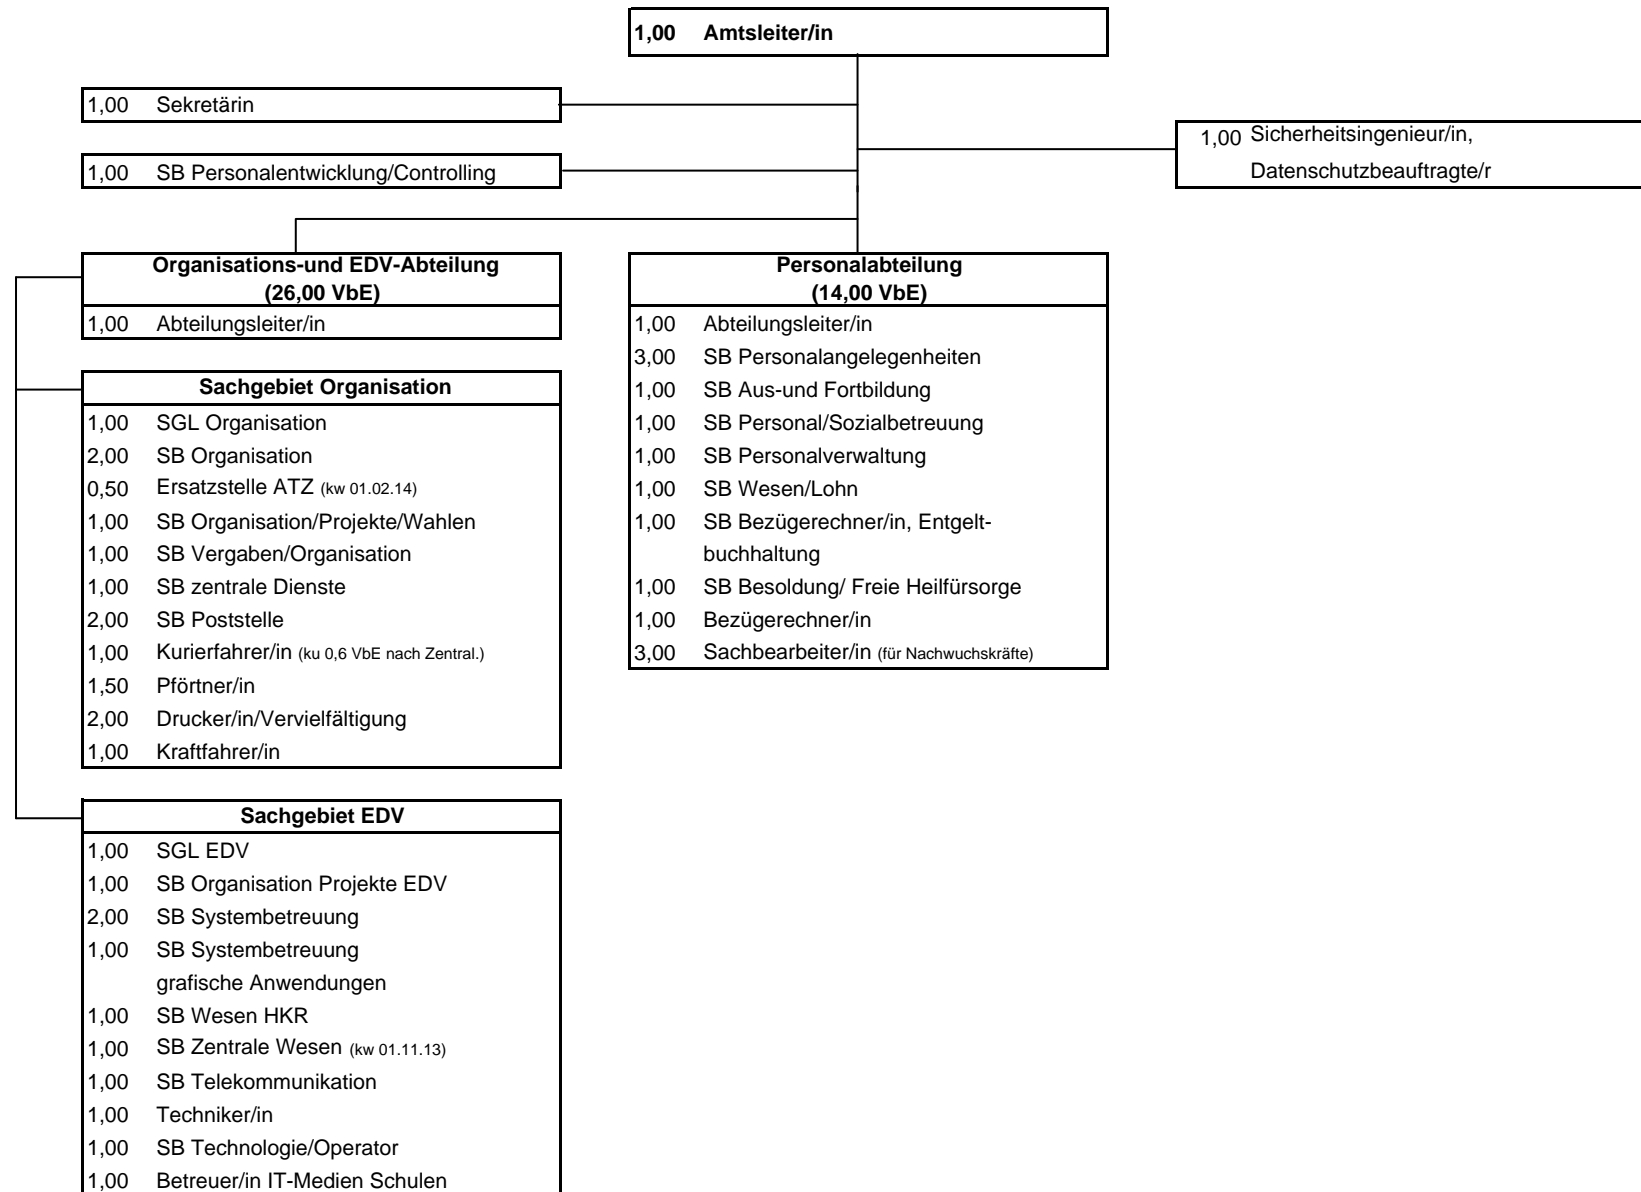 1,00 Amtsleiter/in
1,00 Sekretärin
1,00 Sicherheitsingenieur/in,
Datenschutzbeauftragte/r
1,00 SB Personalentwicklung/Controlling
Organisations-und EDV-Abteilung
(26,00 VbE)
1,00 Abteilungsleiter/in
Sachgebiet Organisation
1,00 SGL Organisation
2,00 SB Organisation
0,50 Ersatzstelle ATZ (kw 01.02.14)
1,00 SB Organisation/Projekte/Wahlen
1,00 SB Vergaben/Organisation
1,00 SB zentrale Dienste
2,00 SB Poststelle
1,00 Kurierfahrer/in (ku 0,6 VbE nach Zentral.)
1,50 Pförtner/in
2,00 Drucker/in/Vervielfältigung
1,00 Kraftfahrer/in
Sachgebiet EDV
1,00 SGL EDV
1,00 SB Organisation Projekte EDV
2,00 SB Systembetreuung
1,00 SB Systembetreuung
grafische Anwendungen
1,00 SB Wesen HKR
1,00 SB Zentrale Wesen (kw 01.11.13)
1,00 SB Telekommunikation
1,00 Techniker/in
1,00 SB Technologie/Operator
1,00 Betreuer/in IT-Medien Schulen
Personalabteilung
(14,00 VbE)
1,00 Abteilungsleiter/in
3,00 SB Personalangelegenheiten
1,00 SB Aus-und Fortbildung
1,00 SB Personal/Sozialbetreuung
1,00 SB Personalverwaltung
1,00 SB Wesen/Lohn
1,00 SB Bezügerechner/in, Entgelt-
buchhaltung
1,00 SB Besoldung/ Freie Heilfürsorge
1,00 Bezügerechner/in
3,00 Sachbearbeiter/in (für Nachwuchskräfte)